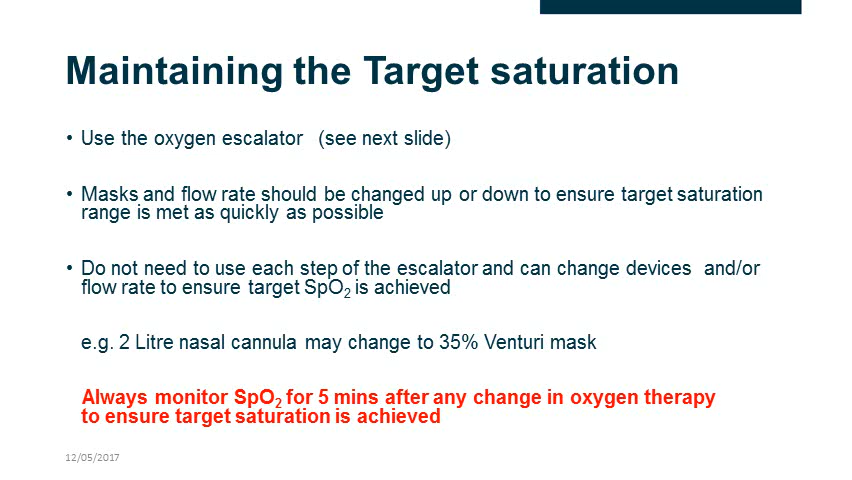 Maintaining the Target saturation
• Use the oxygen escalator (see next slide)
• Masks and flow rate should be changed up or down to ensure target saturation
range is met as quickly as possible
• Do not need to use each step of the escalator and can change devices and/or
flow rate to ensure target SpO₂ is achieved
e.g. 2 Litre nasal cannula may change to 35% Venturi mask
Always monitor SpO₂ for 5 mins after any change in oxygen therapy
to ensure target saturation is achieved
12/05/2017